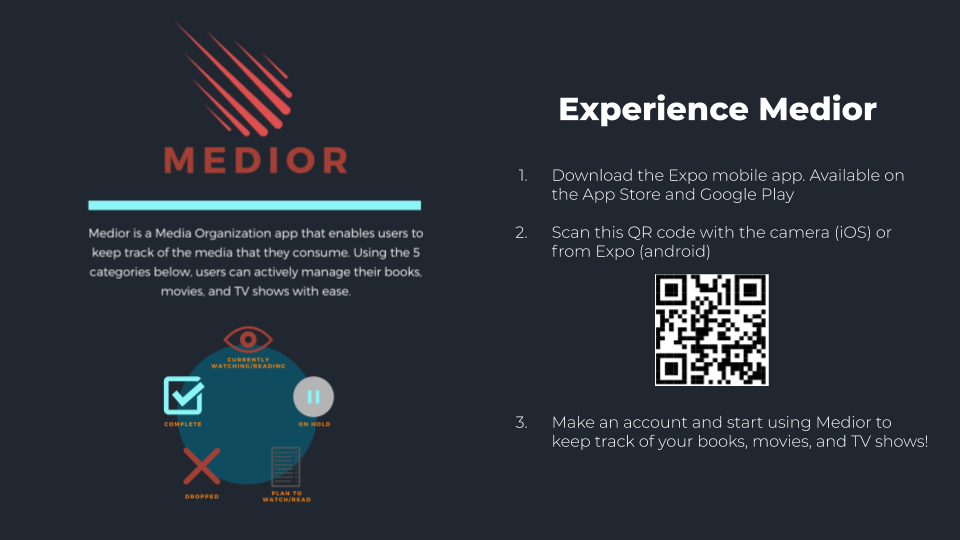 MEDIOR
Medior is a Media Organization app that enables users to
keep track of the media that they consume. Using the 5
categories below, users can actively manage their books,
movies, and TV shows with ease.
CURRENTLY
WATCHING/READING
COMPLETE
ON HOLD
DROPPED
PLAN TO
WATCH/READ
Experience Medior
1. Download the Expo mobile app. Available on
the App Store and Google Play
2. Scan this QR code with the camera (iOS) or
from Expo (android)
3. Make an account and start using Medior to
keep track of your books, movies, and TV shows!